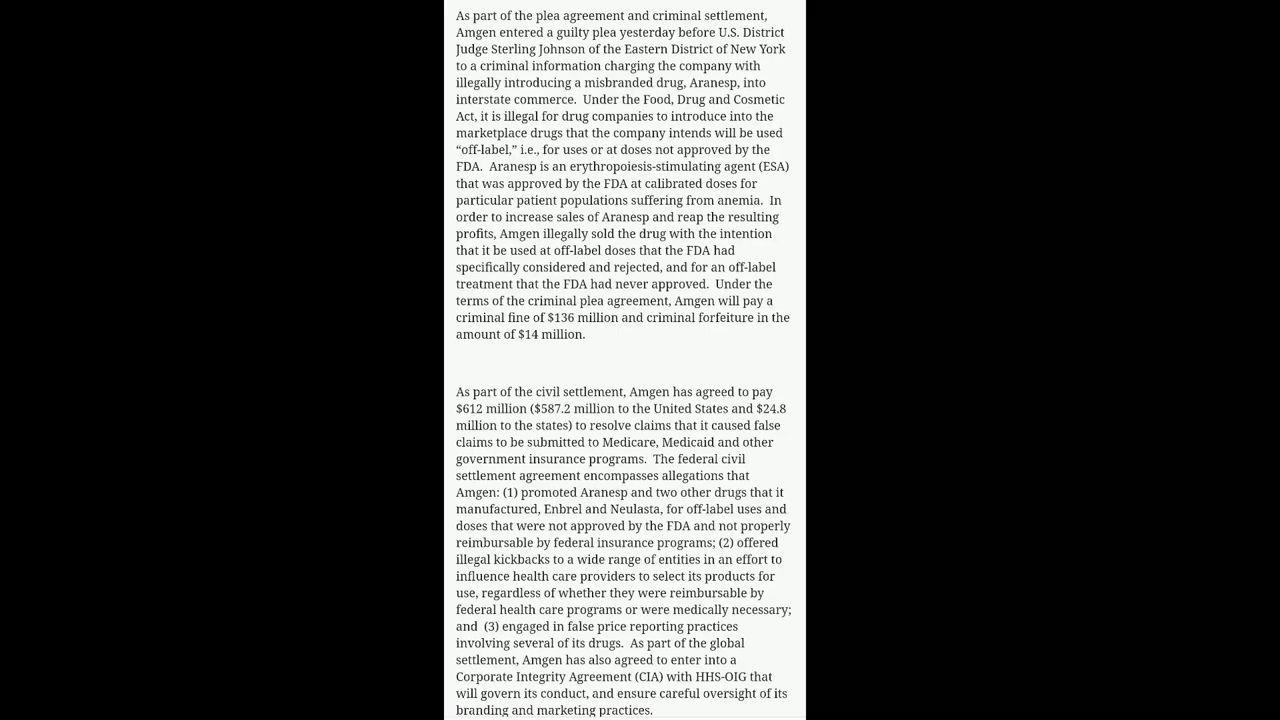 As part of the plea agreement and criminal settlement,
Amgen entered a guilty plea yesterday before U.S. District
Judge Sterling Johnson of the Eastern District of New York
to a criminal information charging the company with
illegally introducing a misbranded drug, Aranesp, into
interstate commerce.  Under the Food, Drug and Cosmetic
Act, it is illegal for drug companies to introduce into the
marketplace drugs that the company intends will be used
“off-label,” i.e., for uses or at doses not approved by the
FDA.  Aranesp is an erythropoiesis-stimulating agent (ESA)
that was approved by the FDA at calibrated doses for
particular patient populations suffering from anemia.  In
order to increase sales of Aranesp and reap the resulting
profits, Amgen illegally sold the drug with the intention
that it be used at off-label doses that the FDA had
specifically considered and rejected, and for an off-label
treatment that the FDA had never approved.  Under the
terms of the criminal plea agreement, Amgen will pay a
criminal fine of $136 million and criminal forfeiture in the
amount of $14 million.
As part of the civil settlement, Amgen has agreed to pay
$612 million ($587.2 million to the United States and $24.8
million to the states) to resolve claims that it caused false
claims to be submitted to Medicare, Medicaid and other
government insurance programs.  The federal civil
settlement agreement encompasses allegations that
Amgen: (1) promoted Aranesp and two other drugs that it
manufactured, Enbrel and Neulasta, for off-label uses and
doses that were not approved by the FDA and not properly
reimbursable by federal insurance programs; (2) offered
illegal kickbacks to a wide range of entities in an effort to
influence health care providers to select its products for
use, regardless of whether they were reimbursable by
federal health care programs or were medically necessary;
and  (3) engaged in false price reporting practices
involving several of its drugs.  As part of the global
settlement, Amgen has also agreed to enter into a
Corporate Integrity Agreement (CIA) with HHS-OIG that
will govern its conduct, and ensure careful oversight of its
branding and marketing practices.